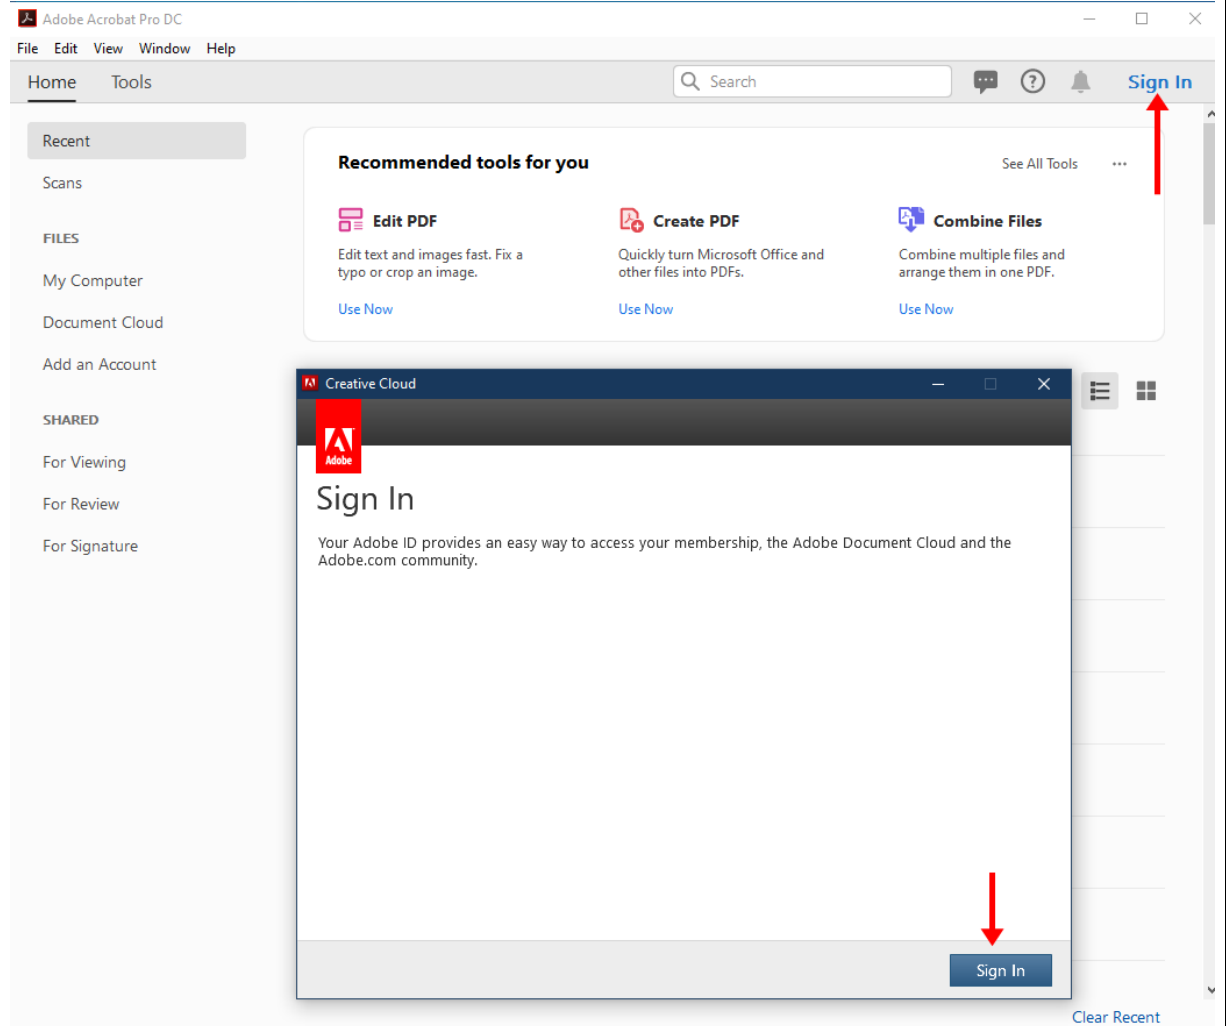 Adobe Acrobat Pro DC
File Edit View Window Help
Home Tools Search Sign In
Recent
Scans
FILES
My Computer
Document Cloud
Add an Account
SHARED
For Viewing
For Review
For Signature
Recommended tools for you See All Tools
Edit PDF
Edit text and images fast. Fix a
typo or crop an image.
Use Now
Create PDF
Quickly turn Microsoft Office and
other files into PDFs.
Use Now
Combine Files
Combine multiple files and
arrange them in one PDF.
Use Now
Creative Cloud
Adobe
Sign In
Your Adobe ID provides an easy way to access your membership, the Adobe Document Cloud and the
Adobe.com community.
Sign In
Clear Recent